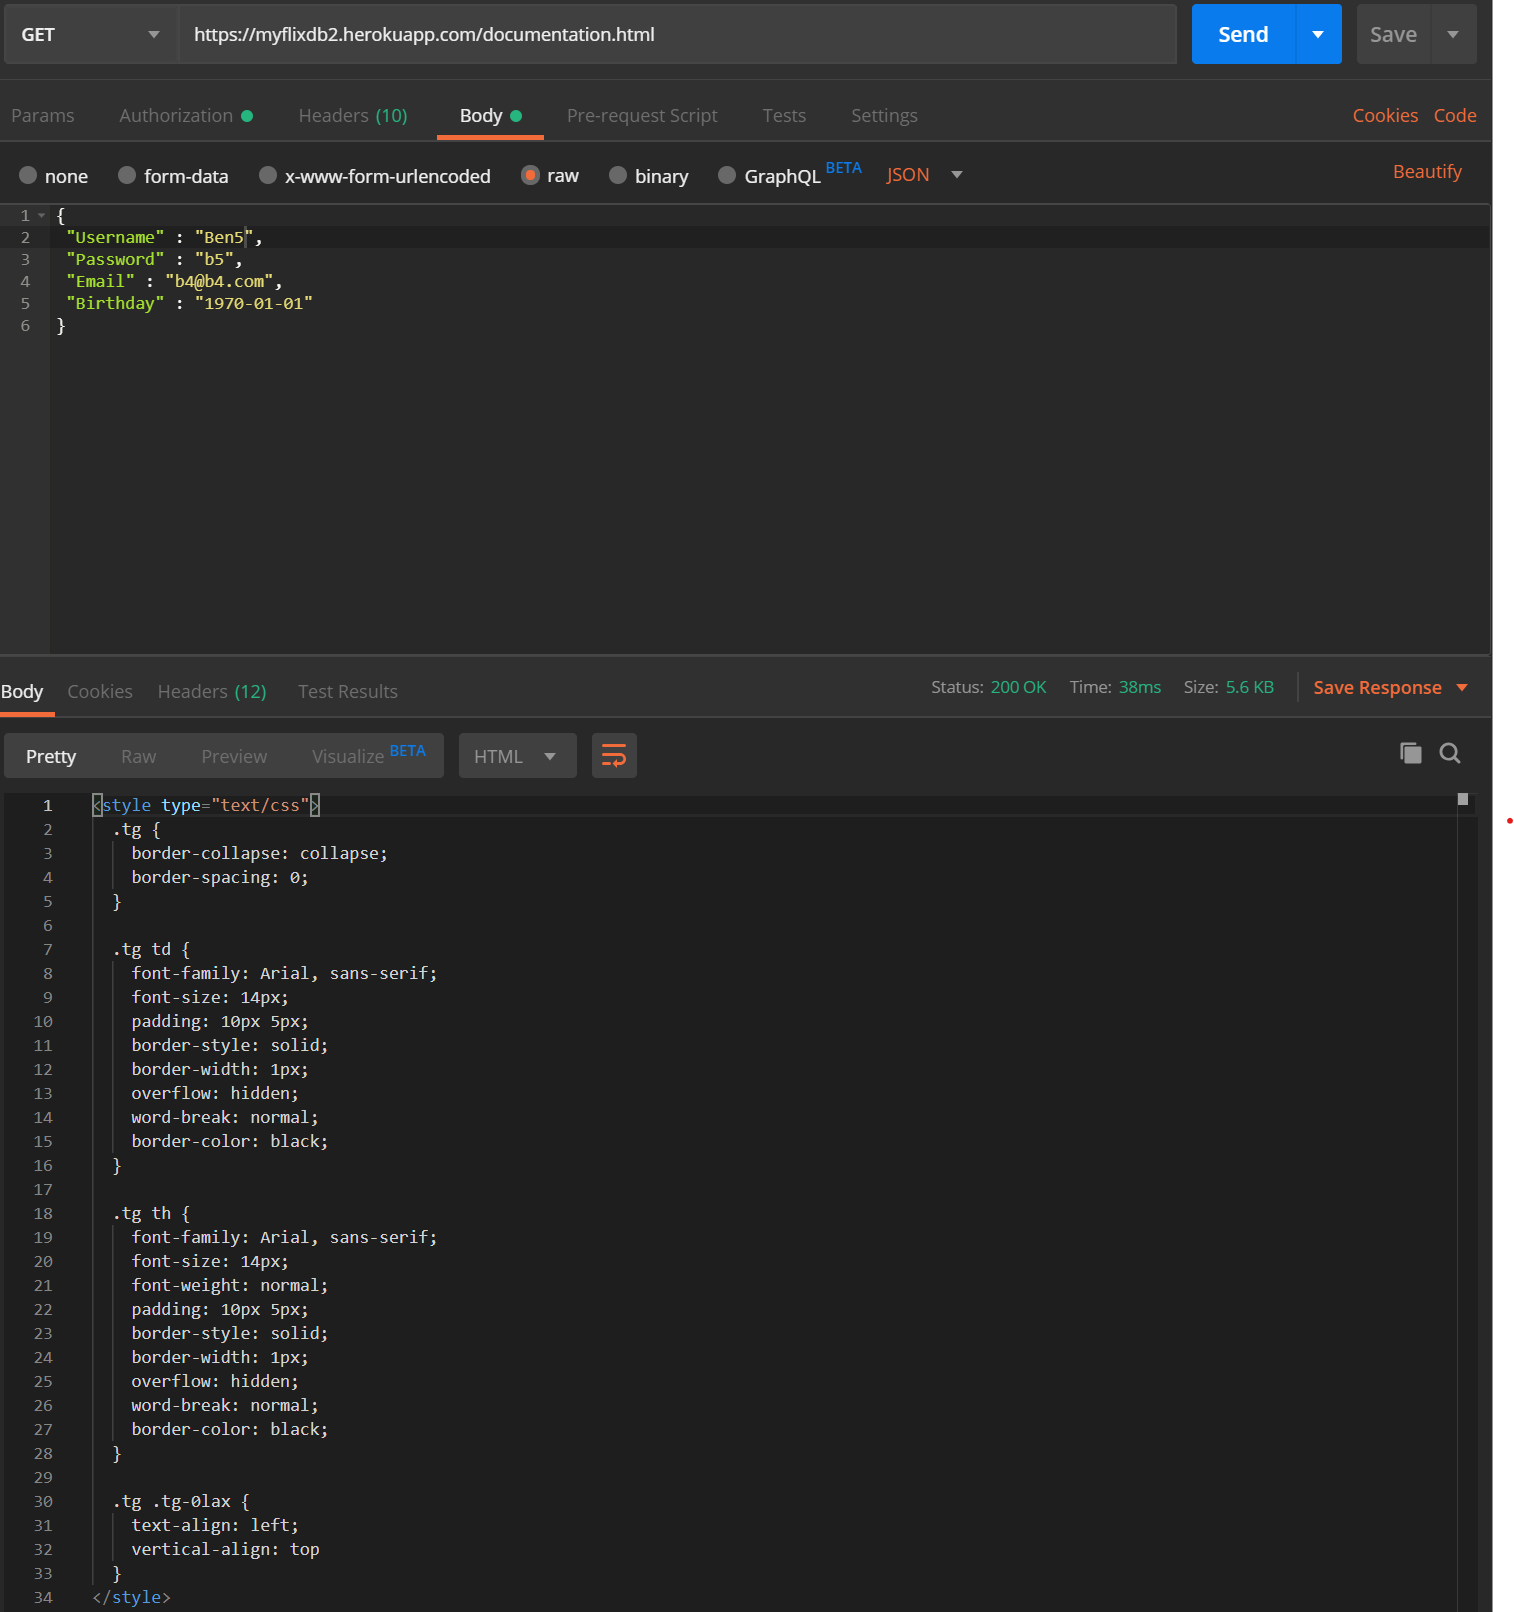 GET https://myflixdb2.herokuapp.com/documentation.html Send Save
Params Authorization Headers (10) Body Pre-request Script Tests Settings Cookies Code
none form-data x-www-form-urlencoded raw binary GraphQL BETA JSON Beautify
1 {
2 "Username" : "Ben5",
3 "Password" : "b5",
4 "Email" : "b4@b4.com",
5 "Birthday" : "1970-01-01"
6 }
Body Cookies Headers (12) Test Results Status: 200 OK Time: 38ms Size: 5.6 KB Save Response
Pretty Raw Preview Visualize BETA HTML
1 <style type="text/css">
2 .tg {
3 border-collapse: collapse;
4 border-spacing: 0;
5 }
6
7 .tg td {
8 font-family: Arial, sans-serif;
9 font-size: 14px;
10 padding: 10px 5px;
11 border-style: solid;
12 border-width: 1px;
13 overflow: hidden;
14 word-break: normal;
15 border-color: black;
16 }
17
18 .tg th {
19 font-family: Arial, sans-serif;
20 font-size: 14px;
21 font-weight: normal;
22 padding: 10px 5px;
23 border-style: solid;
24 border-width: 1px;
25 overflow: hidden;
26 word-break: normal;
27 border-color: black;
28 }
29
30 .tg .tg-0lax {
31 text-align: left;
32 vertical-align: top
33 }
34 </style>